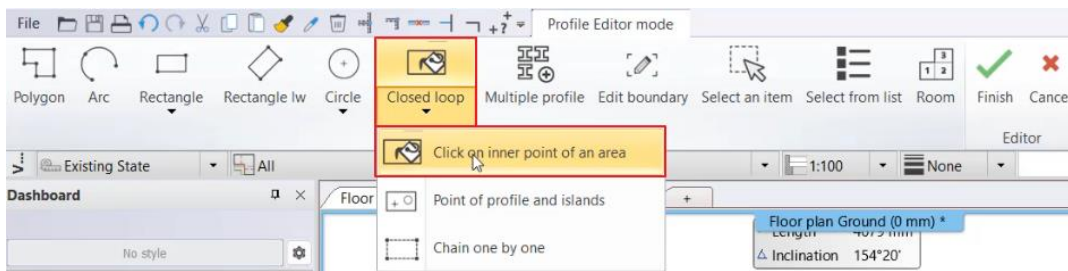 File Profile Editor mode
Polygon Arc Rectangle Rectangle lw Circle Closed loop Multiple profile Edit boundary Select an item Select from list Room Finish Cance
Editor
Existing State All Click on inner point of an area 1:100 None
Dashboard Floor Point of profile and islands
Floor plan Ground (0 mm) *
Length 4079 mm
No style Chain one by one Inclination 154°20'